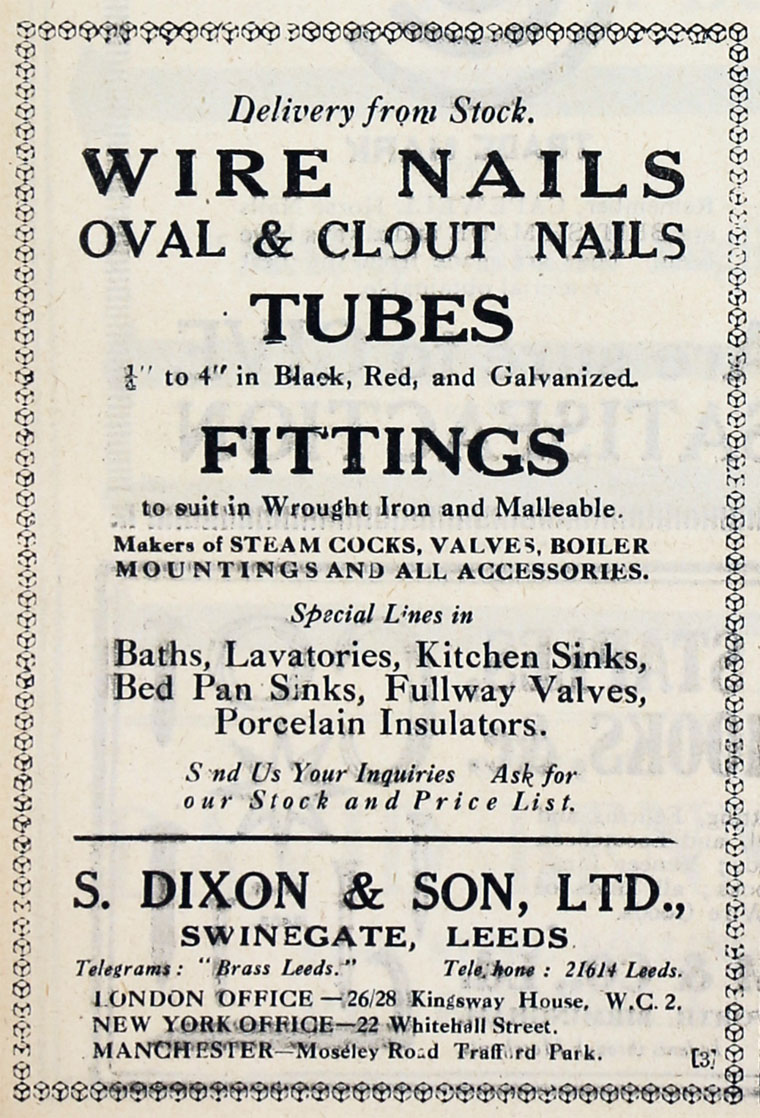 Delivery from Stock.
WIRE NAILS
OVAL & CLOUT NAILS
TUBES
½" to 4" in Black, Red, and Galvanized.
FITTINGS
to suit in Wrought Iron and Malleable.
Makers of STEAM COCKS, VALVES, BOILER
MOUNTINGS AND ALL ACCESSORIES.
Special Lines in
Baths, Lavatories, Kitchen Sinks,
Bed Pan Sinks, Fullway Valves,
Porcelain Insulators.
Send Us Your Inquiries Ask for
our Stock and Price List.
S. DIXON & SON, LTD.,
SWINEGATE, LEEDS.
Telegrams: "Brass Leeds." Telephone: 21614 Leeds.
LONDON OFFICE—26/28 Kingsway House, W.C. 2.
NEW YORK OFFICE—22 Whitehall Street.
MANCHESTER—Moseley Road Trafford Park. [3]